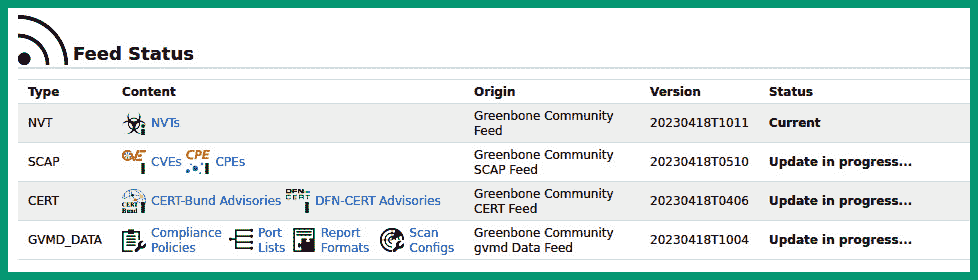 Feed Status
Type Content Origin Version Status
NVT NVTs Greenbone Community Feed 20230418T1011 Current
SCAP CVE CVEs CPE CPEs Greenbone Community SCAP Feed 20230418T0510 Update in progress...
CERT CERT Bund CERT-Bund Advisories DFN- CERT DFN-CERT Advisories Greenbone Community CERT Feed 20230418T0406 Update in progress...
GVMD_DATA Compliance Policies Port Lists Report Formats Scan Configs Greenbone Community gvmd Data Feed 20230418T1004 Update in progress...